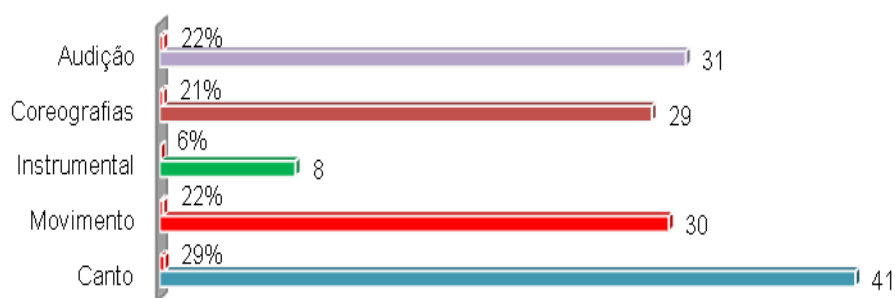 22%
Audição 31
21%
Coreografias 29
6%
Instrumental 8
22%
Movimento 30
29%
Canto 41